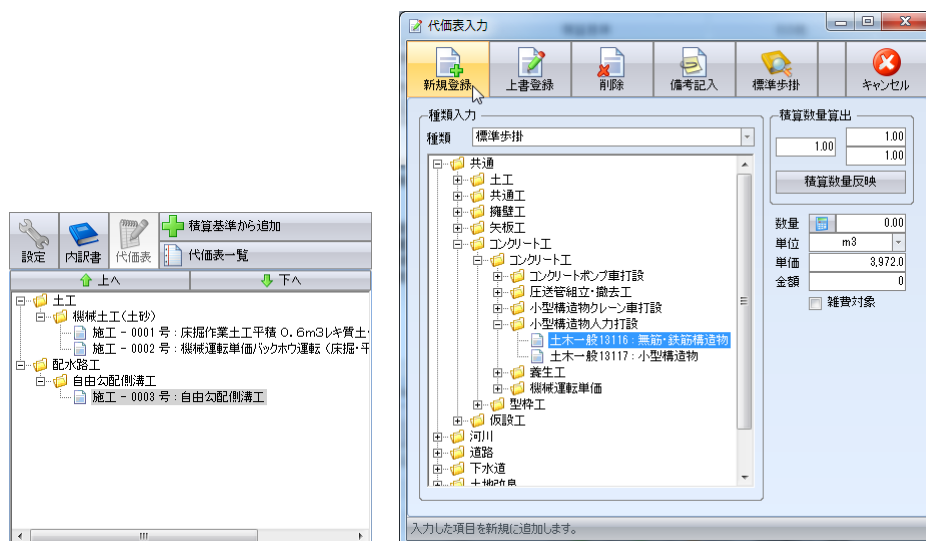 設定
内訳書
代価表
積算基準から追加
代価表一覧
上へ
下へ
土工
機械土工(土砂)
施工 - 0001 号 : 床掘作業土工平積 0.6m3レキ質土・
施工 - 0002 号 : 機械運転単価バックホウ運転 (床掘・平
配水路工
自由勾配側溝工
施工 - 0003 号 : 自由勾配側溝工
代価表入力
新規登録
上書登録
削除
備考記入
標準歩掛
キャンセル
種類入力
種類 標準歩掛
共通
土工
共通工
擁壁工
矢板工
コンクリート工
コンクリート工
コンクリートポンプ車打設
圧送管組立・撤去工
小型構造物クレーン車打設
小型構造物人力打設
土木一般13116 : 無筋・鉄筋構造物
土木一般13117 : 小型構造物
養生工
機械運転単価
型枠工
仮設工
河川
道路
下水道
土地改良
積算数量算出
1.00
1.00
1.00
積算数量反映
数量 0.00
単位 m3
単価 3,972.0
金額 0
雑費対象
入力した項目を新規に追加します。